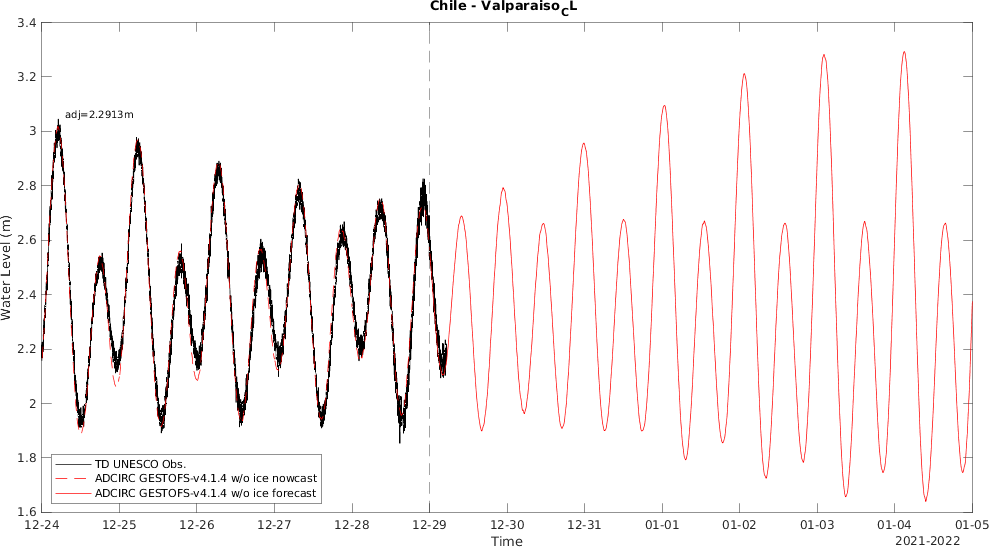 Chile - Valparaiso_CL
3.4
3.2
3
2.8
2.6
2.4
2.2
2
1.8
1.6
Water Level (m)
adj=2.2913m
TD UNESCO Obs.
ADCIRC GESTOFS-v4.1.4 w/o ice nowcast
ADCIRC GESTOFS-v4.1.4 w/o ice forecast
12-24 12-25 12-26 12-27 12-28 12-29 12-30 12-31 01-01 01-02 01-03 01-04 01-05
Time
2021-2022